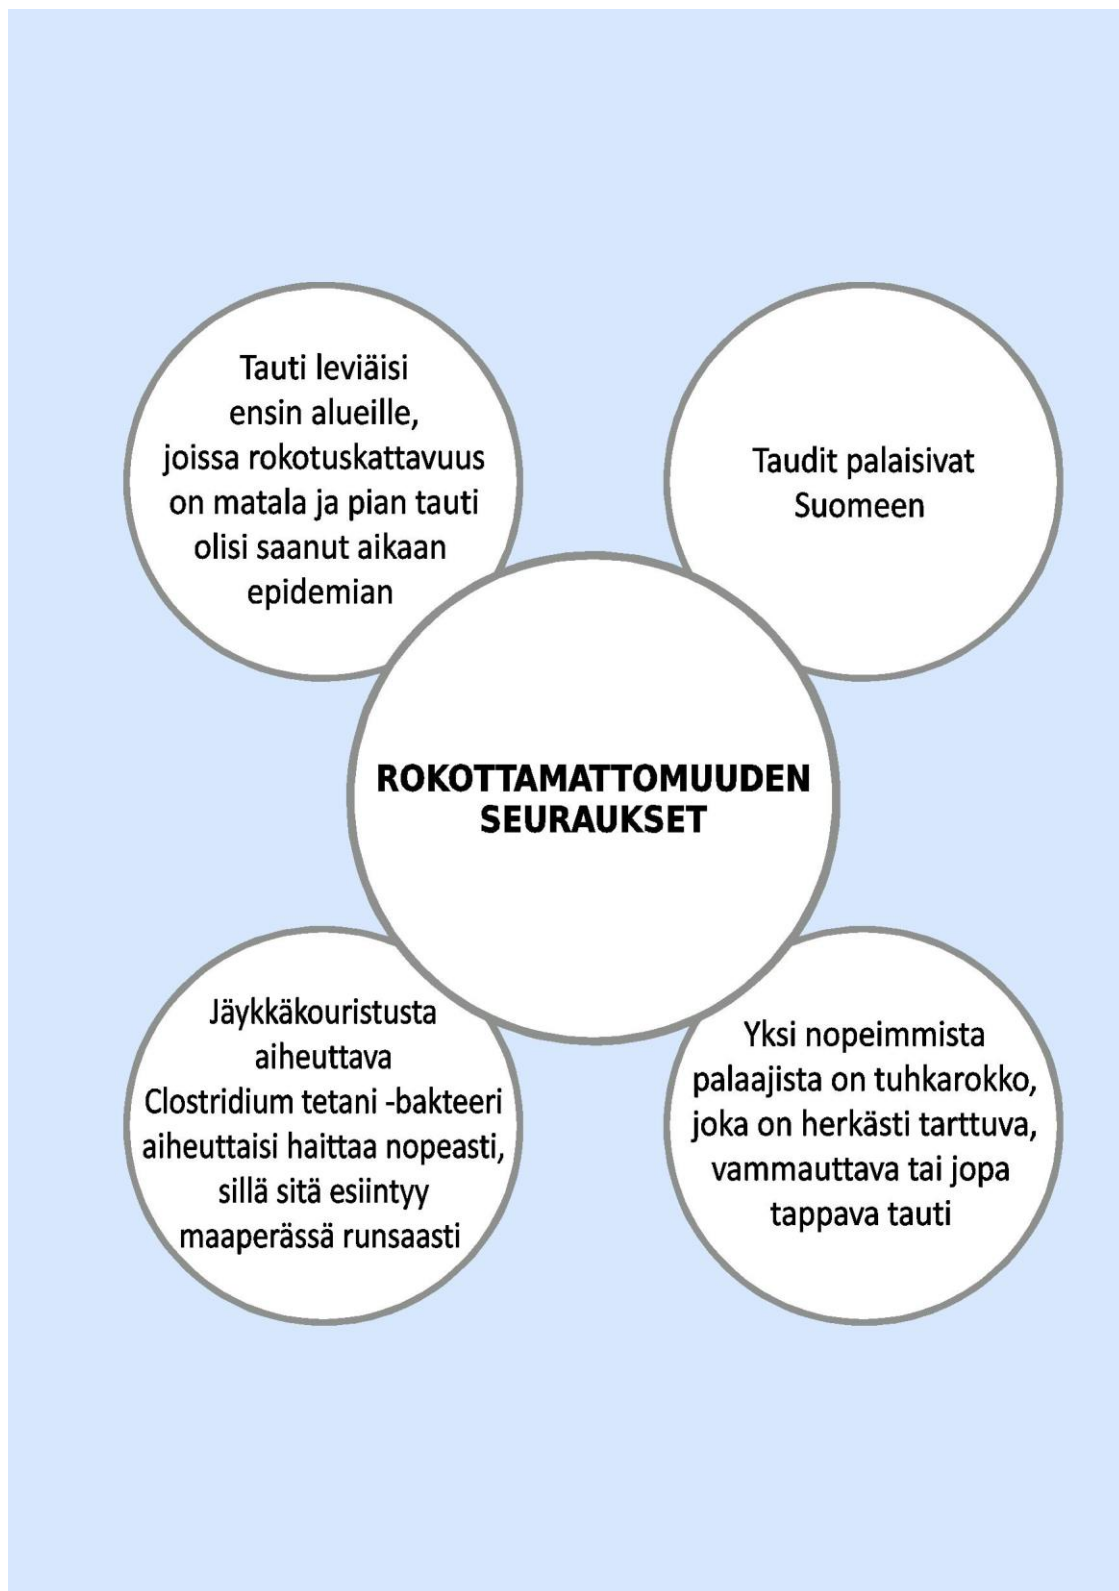 Tauti leviäisi
ensin alueille,
joissa rokotuskattavuus
on matala ja pian tauti
olisi saanut aikaan
epidemian
Taudit palaisivat
Suomeen
ROKOTTAMATTOMUUDEN
SEURAUKSET
Jäykkäkouristusta
aiheuttava
Clostridium tetani -bakteeri
aiheuttaisi haittaa nopeasti,
sillä sitä esiintyy
maaperässä runsaasti
Yksi nopeimmista
palaajista on tuhkarokko,
joka on herkästi tarttuva,
vammauttava tai jopa
tappava tauti